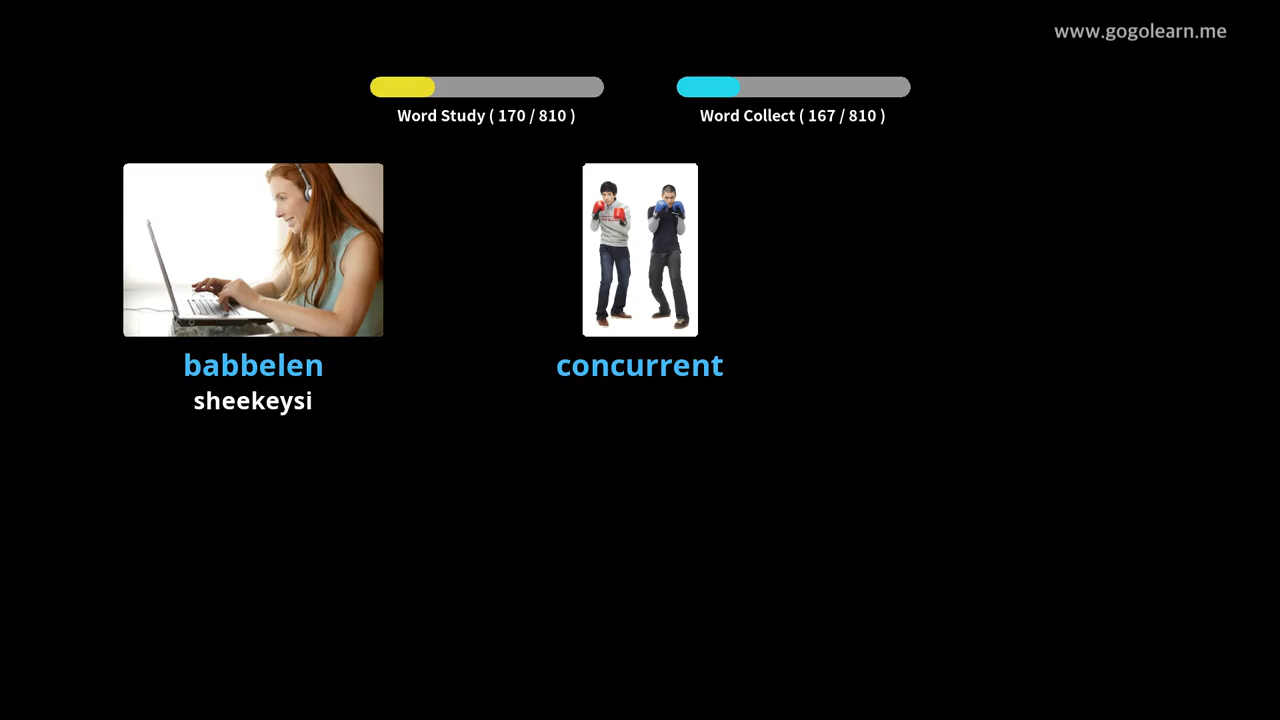 www.gogolearn.me
Word Study ( 170 / 810 )
Word Collect ( 167 / 810 )
babbelen
sheekeysi
concurrent